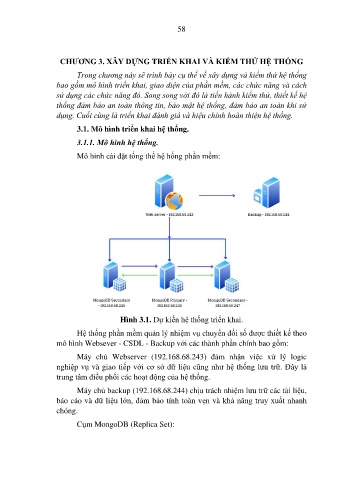 58
CHƯƠNG 3. XÂY DỰNG TRIỂN KHAI VÀ KIỂM THỬ HỆ THỐNG
Trong chương này sẽ trình bày cụ thể về xây dựng và kiểm thử hệ thống
bao gồm mô hình triển khai, giao diện của phần mềm, các chức năng và cách
sử dụng các chức năng đó. Song song với đó là tiến hành kiểm thử, thiết kế hệ
thống đảm bảo an toàn thông tin, bảo mật hệ thống, đảm bảo an toàn khi sử
dụng. Cuối cùng là triển khai đánh giá và hiệu chỉnh hoàn thiện hệ thống.
3.1. Mô hình triển khai hệ thống.
3.1.1. Mô hình hệ thống.
Mô hình cài đặt tổng thể hệ hống phần mềm:
Web server - 192.168.68.243
Backup - 192.168.68.244
MongoDB Secondary
MongoDB Primary -
MongoDB Secondary -
192.168.68.247
Hình 3.1. Dự kiến hệ thống triển khai.
Hệ thống phần mềm quản lý nhiệm vụ chuyển đổi số được thiết kế theo
mô hình Websever - CSDL - Backup với các thành phần chính bao gồm:
Máy chủ Webserver (192.168.68.243) đảm nhận việc xử lý logic
nghiệp vụ và giao tiếp với cơ sở dữ liệu cũng như hệ thống lưu trữ. Đây là
trung tâm điều phối các hoạt động của hệ thống.
Máy chủ backup (192.168.68.244) chịu trách nhiệm lưu trữ các tài liệu,
báo cáo và dữ liệu lớn, đảm bảo tính toàn vẹn và khả năng truy xuất nhanh
chóng.
Cụm MongoDB (Replica Set):